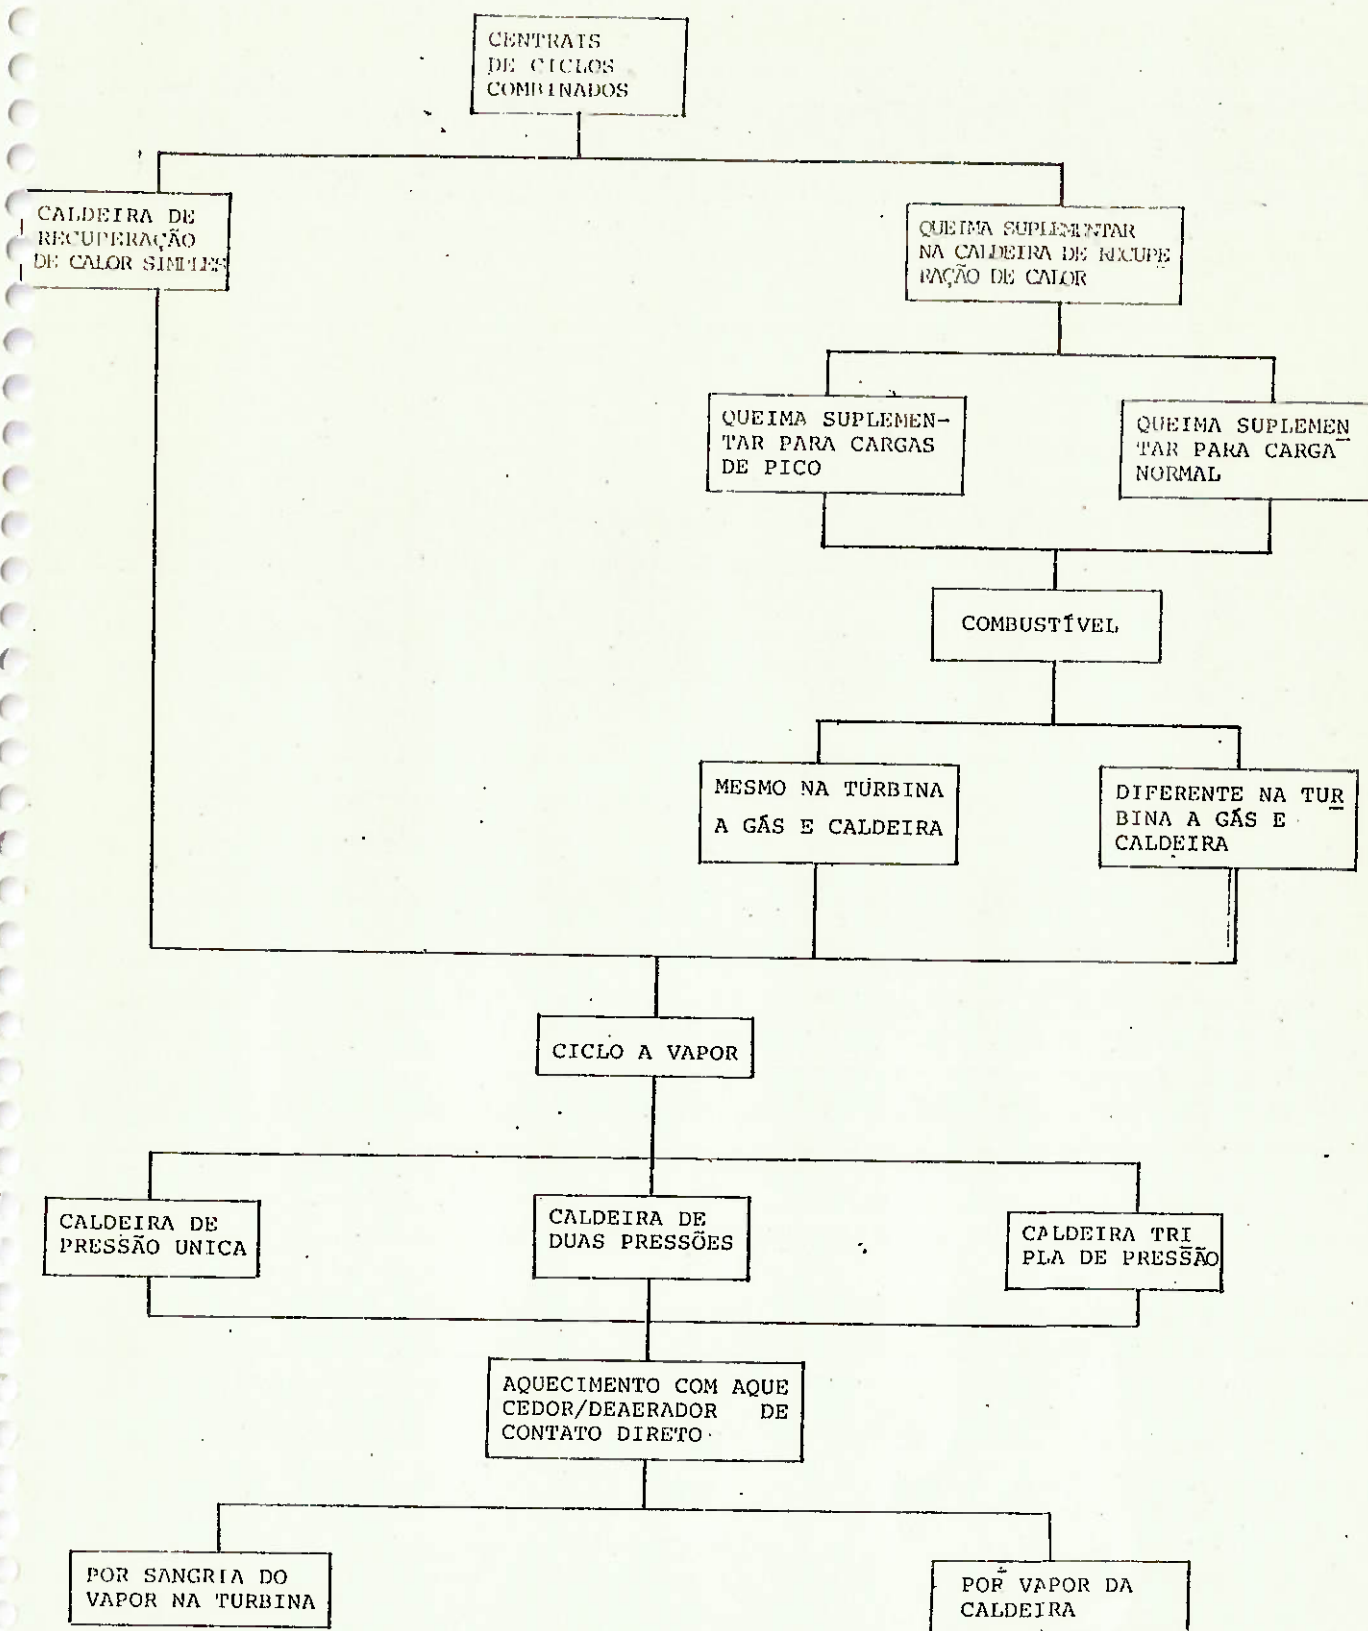 CENTRAIS
DE CICLOS
COMBINADOS
CALDEIRA DE
RECUPERAÇÃO
DE CALOR SIMPLES
QUEIMA SUPLEMENTAR
NA CALDEIRA DE RECUPE
RAÇÃO DE CALOR
QUEIMA SUPLEMEN-
TAR PARA CARGAS
DE PICO
QUEIMA SUPLEMEN
TAR PARA CARGA
NORMAL
COMBUSTÍVEL
MESMO NA TURBINA
A GÁS E CALDEIRA
DIFERENTE NA TUR
BINA A GÁS E
CALDEIRA
CICLO A VAPOR
CALDEIRA DE
PRESSÃO UNICA
CALDEIRA DE
DUAS PRESSÕES
CALDEIRA TRI
PLA DE PRESSÃO
AQUECIMENTO COM AQUE
CEDOR/DEAERADOR DE
CONTATO DIRETO
POR SANGRIA DO
VAPOR NA TURBINA
POR VAPOR DA
CALDEIRA